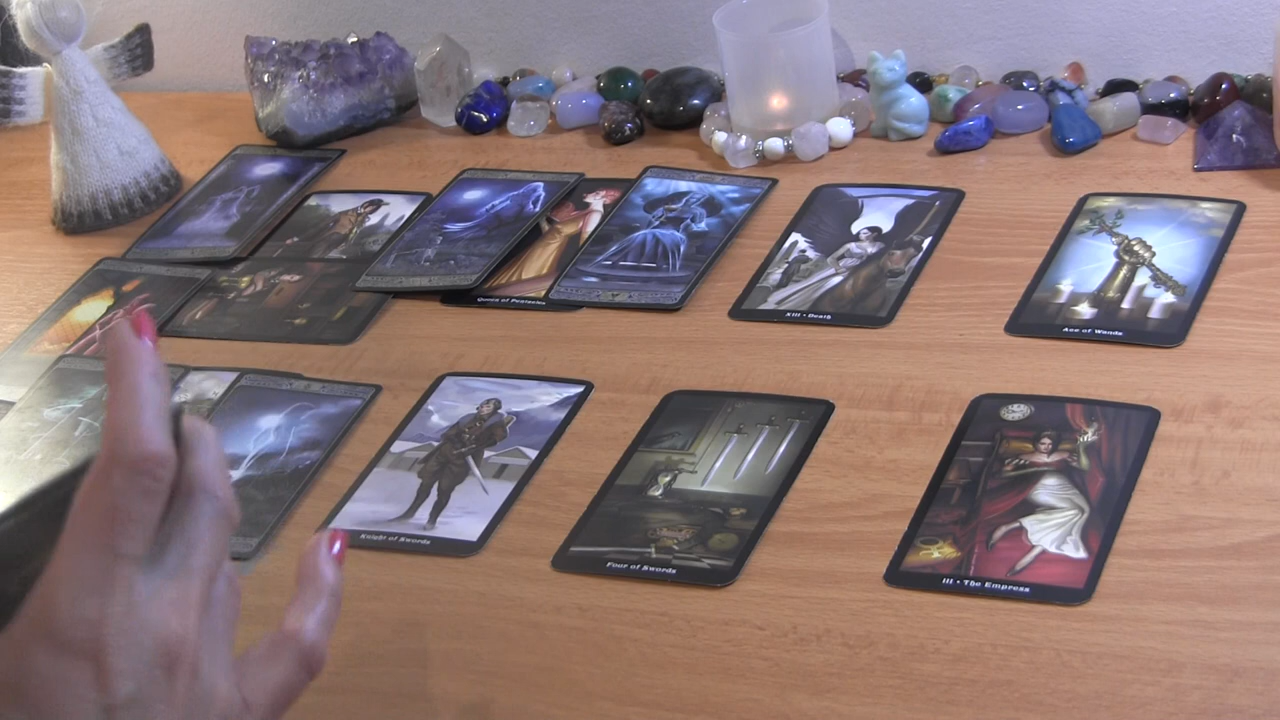 Queen of Pentacles
XIII • Death
Ace of Wands
Knight of Swords
Four of Swords
III • The Empress